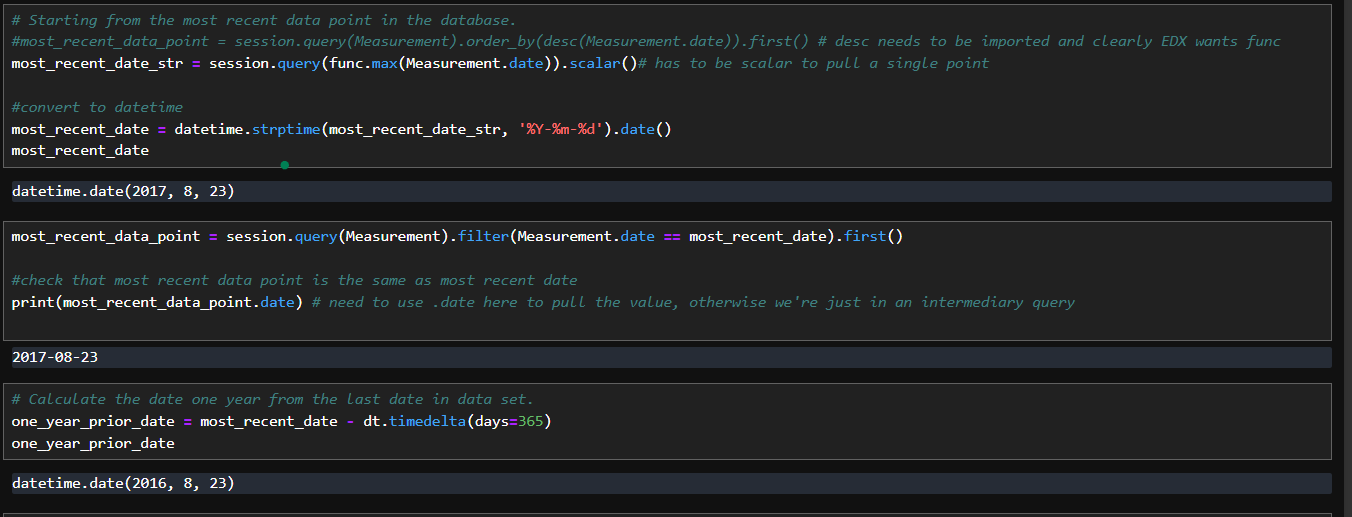 # Starting from the most recent data point in the database.
#most_recent_data_point = session.query(Measurement).order_by(desc(Measurement.date)).first() # desc needs to be imported and clearly EDX wants func
most_recent_date_str = session.query(func.max(Measurement.date)).scalar()# has to be scalar to pull a single point
#convert to datetime
most_recent_date = datetime.strptime(most_recent_date_str, '%Y-%m-%d').date()
most_recent_date
datetime.date(2017, 8, 23)
most_recent_data_point = session.query(Measurement).filter(Measurement.date == most_recent_date).first()
#check that most recent data point is the same as most recent date
print(most_recent_data_point.date) # need to use .date here to pull the value, otherwise we're just in an intermediary query
2017-08-23
# Calculate the date one year from the last date in data set.
one_year_prior_date = most_recent_date - dt.timedelta(days=365)
one_year_prior_date
datetime.date(2016, 8, 23)